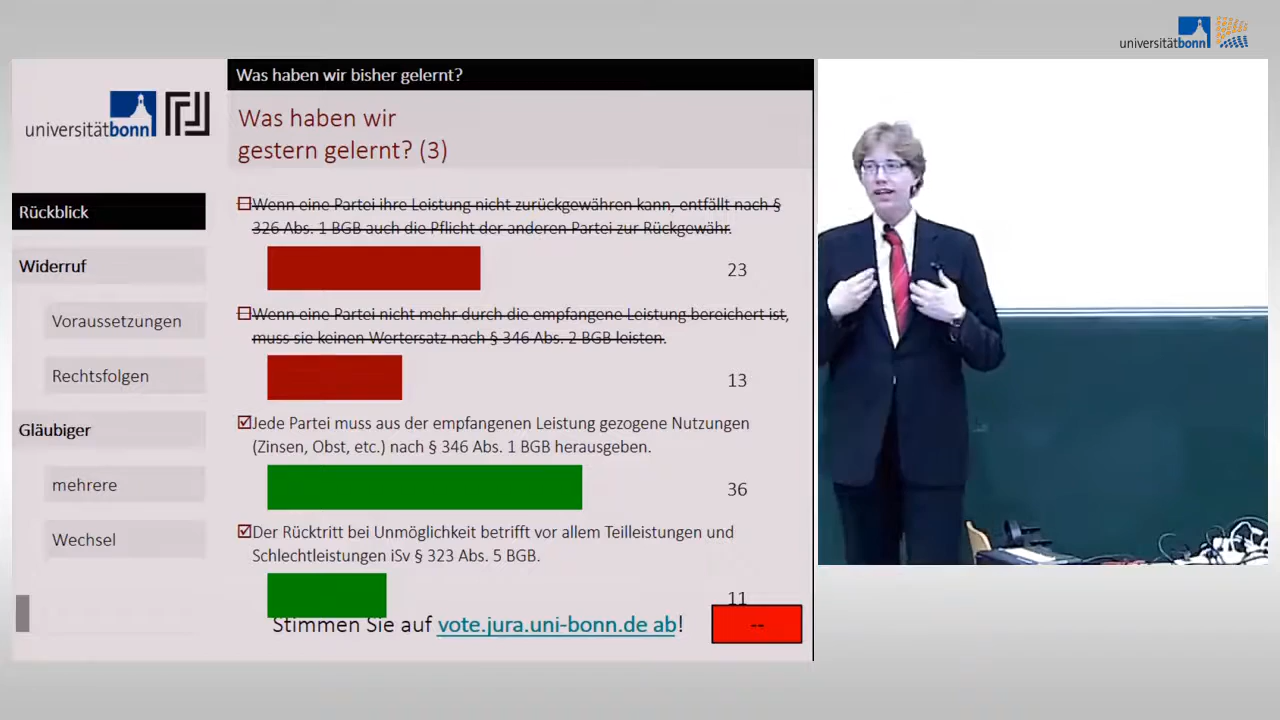 universitätbonn
Was haben wir bisher gelernt?
universitätbonn
Was haben wir
gestern gelernt? (3)
Rückblick
Widerruf
Voraussetzungen
Rechtsfolgen
Gläubiger
mehrere
Wechsel
Wenn eine Partei ihre Leistung nicht zurückgewähren kann, entfällt nach §
326 Abs. 1 BGB auch die Pflicht der anderen Partei zur Rückgewähr.
23
Wenn eine Partei nicht mehr durch die empfangene Leistung bereichert ist,
muss sie keinen Wertersatz nach § 346 Abs. 2 BGB leisten.
13
Jede Partei muss aus der empfangenen Leistung gezogene Nutzungen
(Zinsen, Obst, etc.) nach § 346 Abs. 1 BGB herausgeben.
36
Der Rücktritt bei Unmöglichkeit betrifft vor allem Teilleistungen und
Schlechtleistungen iSv § 323 Abs. 5 BGB.
11
Stimmen Sie auf vote.jura.uni-bonn.de ab!
--